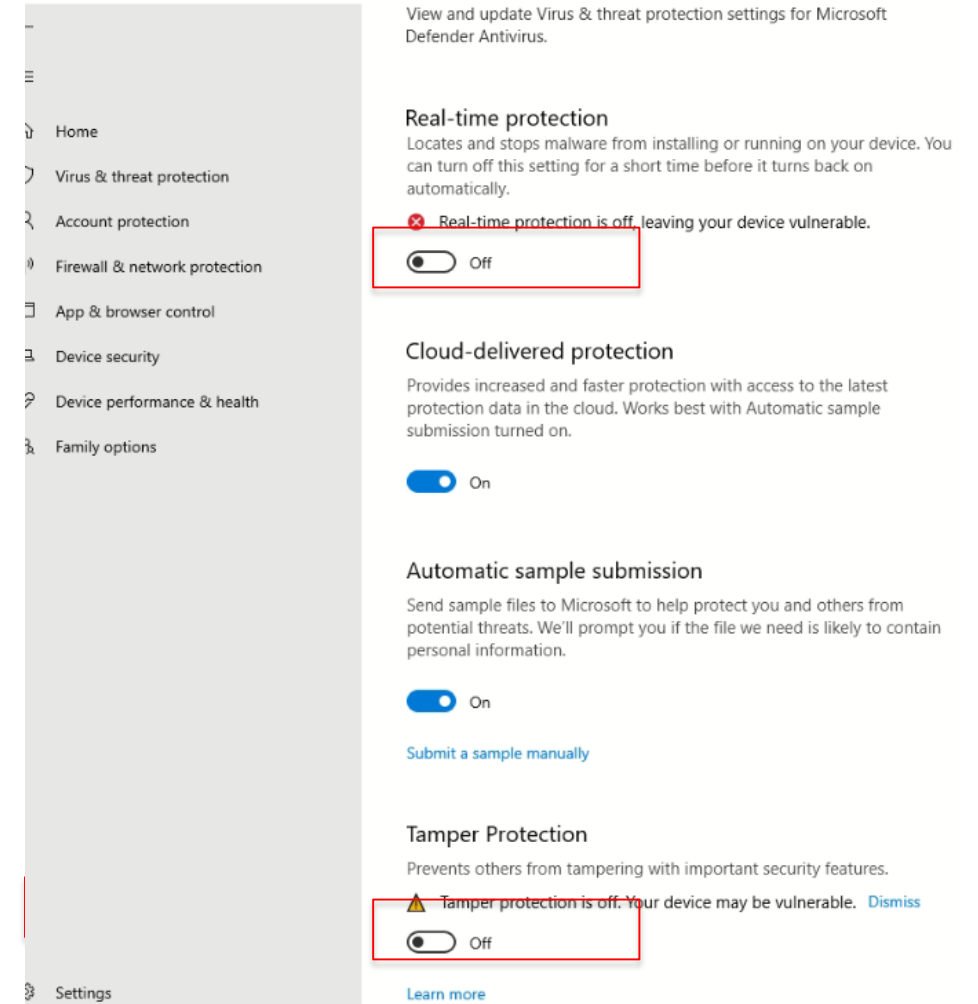 Home
Virus & threat protection
Account protection
Firewall & network protection
App & browser control
Device security
Device performance & health
Family options
Settings
View and update Virus & threat protection settings for Microsoft
Defender Antivirus.
Real-time protection
Locates and stops malware from installing or running on your device. You
can turn off this setting for a short time before it turns back on
automatically.
Real-time protection is off, leaving your device vulnerable.
Off
Cloud-delivered protection
Provides increased and faster protection with access to the latest
protection data in the cloud. Works best with Automatic sample
submission turned on.
On
Automatic sample submission
Send sample files to Microsoft to help protect you and others from
potential threats. We'll prompt you if the file we need is likely to contain
personal information.
On
Submit a sample manually
Tamper Protection
Prevents others from tampering with important security features.
Tamper protection is off. Your device may be vulnerable. Dismiss
Off
Learn more